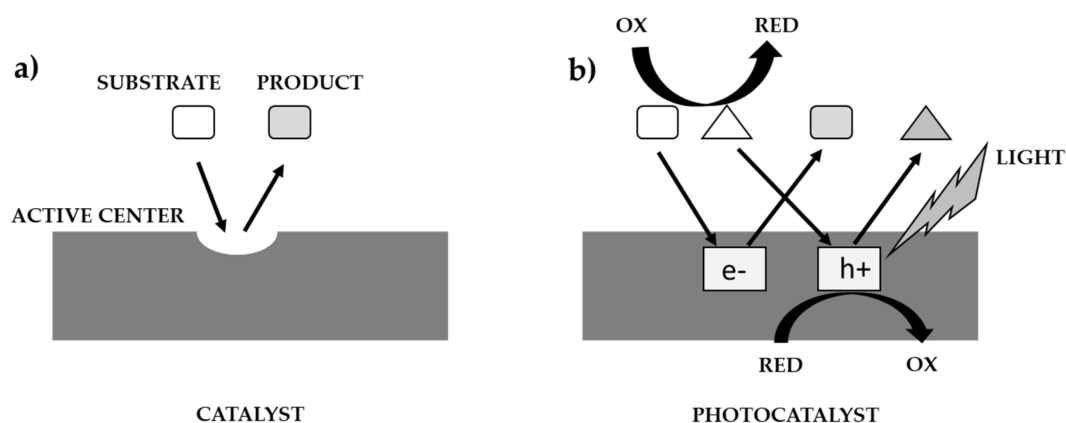 a)
SUBSTRATE PRODUCT
ACTIVE CENTER
CATALYST
b)
OX RED
LIGHT
e- h+
RED OX
PHOTOCATALYST